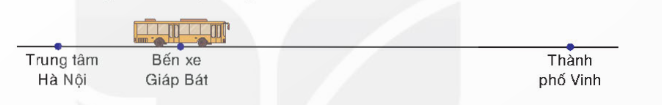 Trung tâm
Hà Nội
Bến xe
Giáp Bát
Thành
phố Vinh